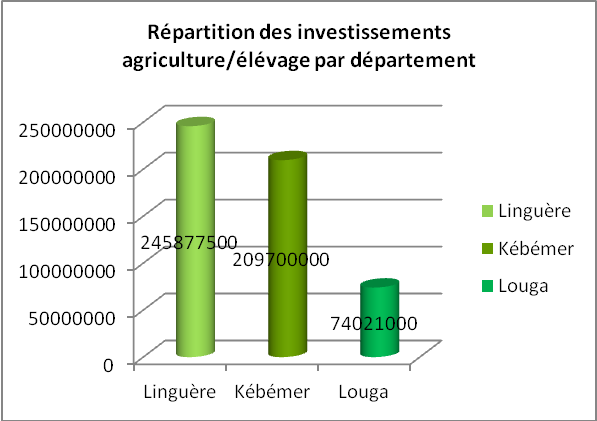 Répartition des investissements
agriculture/élévage par département
250000000
200000000
150000000
100000000
50000000
0
245877500
209700000
74021000
Linguère
Kébémer
Louga
Linguère
Kébémer
Louga